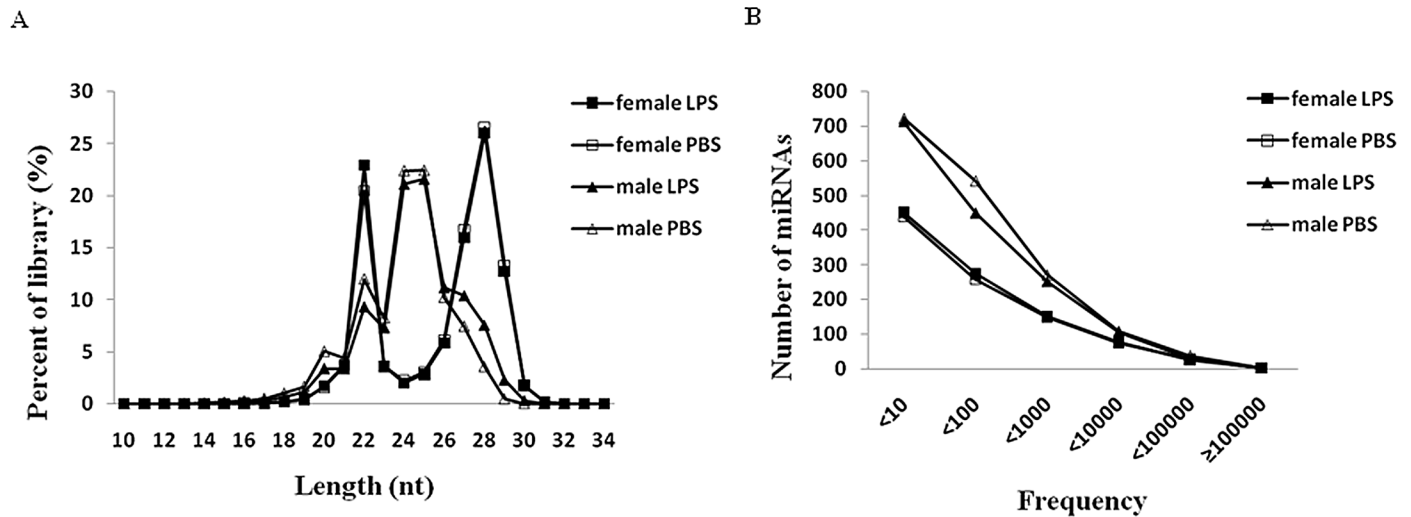 A
Percent of library (%)
30
25
20
15
10
5
0
10 12 14 16 18 20 22 24 26 28 30 32 34
Length (nt)
female LPS
female PBS
male LPS
male PBS
B
Number of miRNAs
800
700
600
500
400
300
200
100
0
<10 <100 <1000 <10000 <100000 ≥100000
Frequency
female LPS
female PBS
male LPS
male PBS